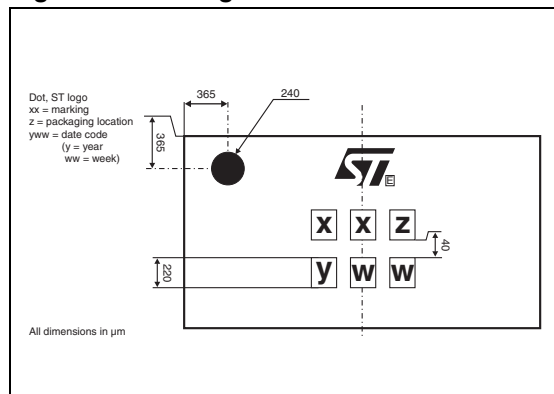 365
240
Dot, ST logo
xx = marking
z = packaging location
yww = date code
(y = year
ww = week)
365
ST
E
x x z
40
y w w
220
All dimensions in µm